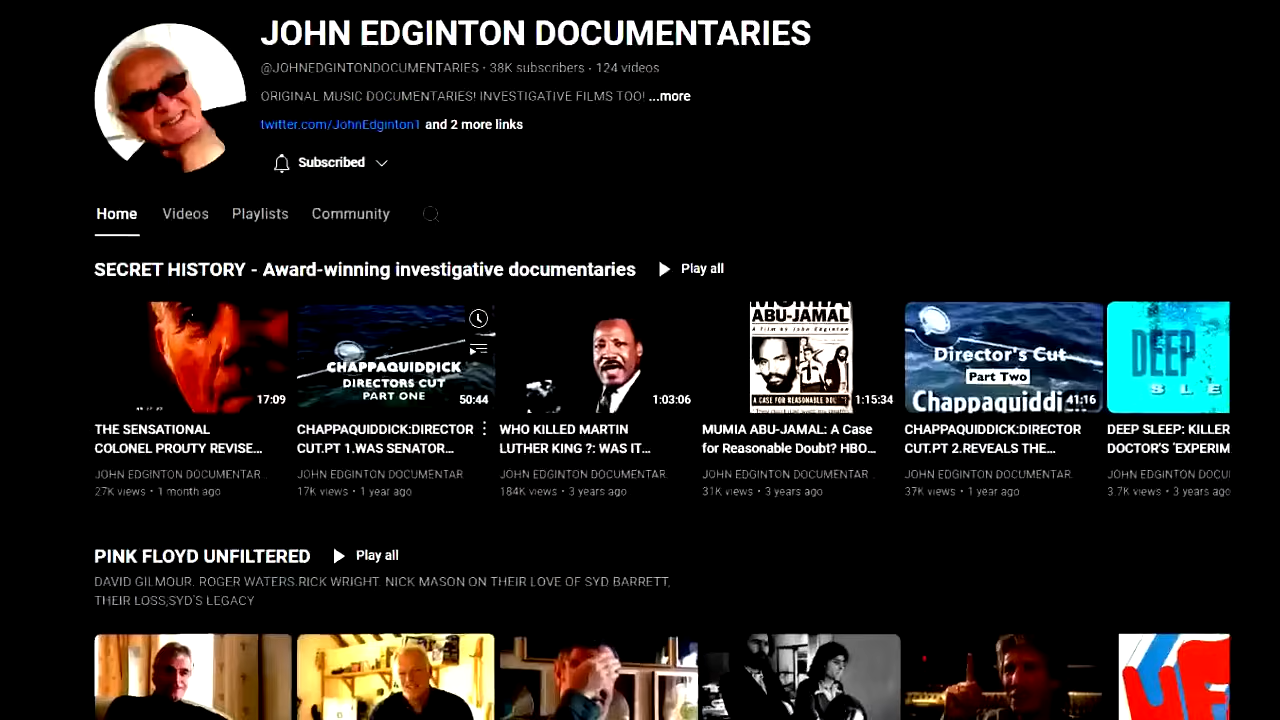 JOHN EDGINTON DOCUMENTARIES
@JOHNEDGINTONDOCUMENTARIES · 38K subscribers · 124 videos
ORIGINAL MUSIC DOCUMENTARIES! INVESTIGATIVE FILMS TOO! ...more
twitter.com/JohnEdginton1 and 2 more links
Subscribed
Home Videos Playlists Community
SECRET HISTORY - Award-winning investigative documentaries Play all
17:09
CHAPPAQUIDDICK
DIRECTORS CUT
PART ONE
50:44
1:03:06
MUMIA
ABU-JAMAL
A film by John Edginton
A CASE FOR REASONABLE
1:15:34
Director's Cut
Part Two
Chappaquiddi
41:16
DEEP
SLE
THE SENSATIONAL
COLONEL PROUTY REVISE...
JOHN EDGINTON DOCUMENTAR
27K views • 1 month ago
CHAPPAQUIDDICK:DIRECTOR
CUT.PT 1.WAS SENATOR...
JOHN EDGINTON DOCUMENTAR
17K views • 1 year ago
WHO KILLED MARTIN
LUTHER KING ?: WAS IT...
JOHN EDGINTON DOCUMENTAR.
184K views • 3 years ago
MUMIA ABU-JAMAL: A Case
for Reasonable Doubt? HBO...
JOHN EDGINTON DOCUMENTAR
31K views • 3 years ago
CHAPPAQUIDDICK:DIRECTOR
CUT.PT 2.REVEALS THE...
JOHN EDGINTON DOCUMENTAR.
37K views • 1 year ago
DEEP SLEEP: KILLER
DOCTOR'S 'EXPERIM
JOHN EDGINTON DOCU
3.7K views • 3 years ago
PINK FLOYD UNFILTERED Play all
DAVID GILMOUR. ROGER WATERS.RICK WRIGHT. NICK MASON ON THEIR LOVE OF SYD BARRETT,
THEIR LOSS,SYD'S LEGACY